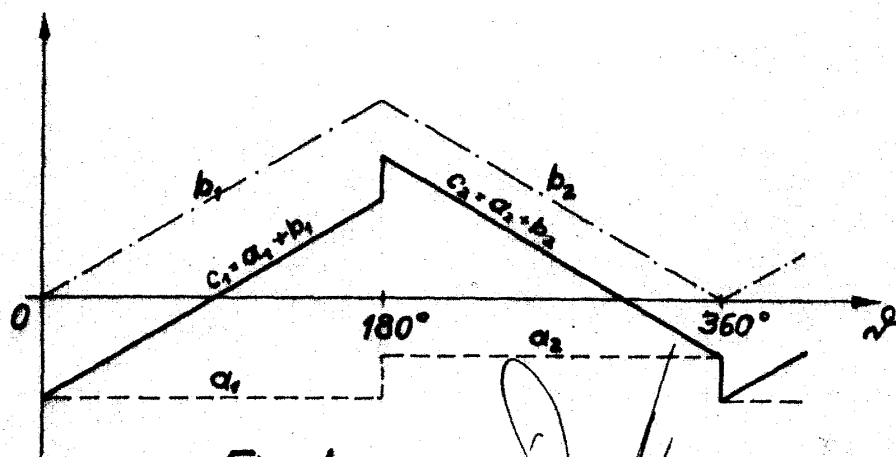 b₁
b₂
c₁ = a₁ + b₁
c₂ = a₂ + b₂
0
180°
360°
ϑ
a₁
a₂